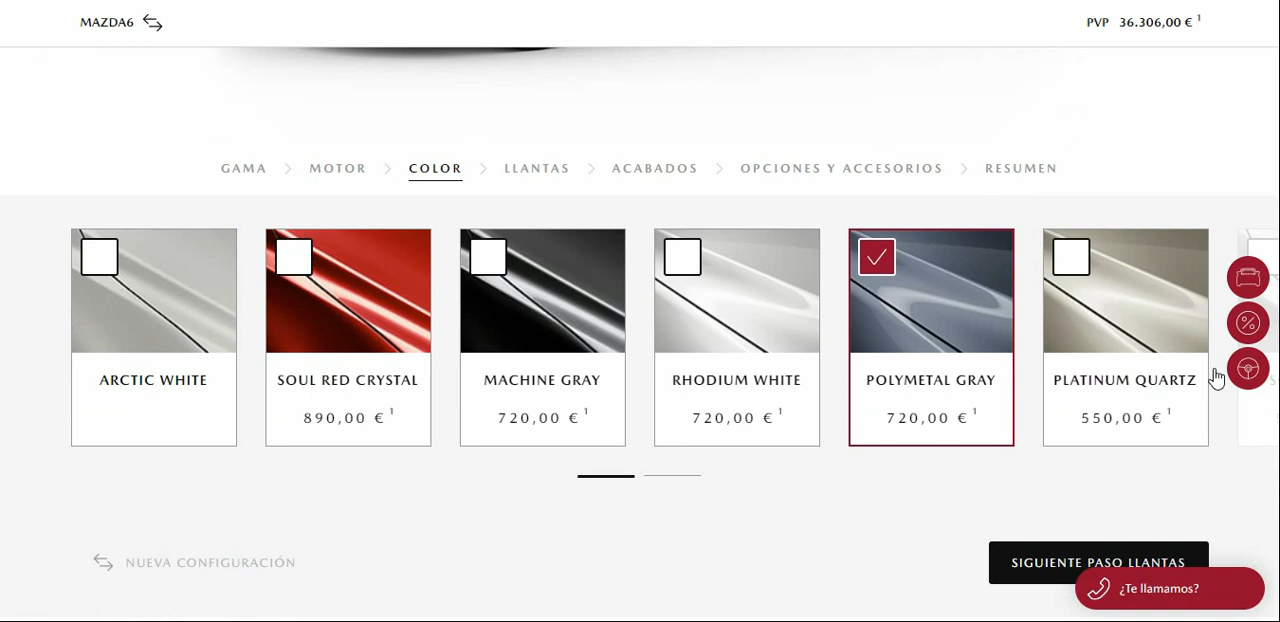 MAZDA6
PVP 36.306,00 € 1
GAMA
MOTOR
COLOR
LLANTAS
ACABADOS
OPCIONES Y ACCESORIOS
RESUMEN
ARCTIC WHITE
SOUL RED CRYSTAL
890,00 € 1
MACHINE GRAY
720,00 € 1
RHODIUM WHITE
720,00 € 1
POLYMETAL GRAY
720,00 € 1
PLATINUM QUARTZ
550,00 € 1
NUEVA CONFIGURACIÓN
SIGUIENTE PASO LLANTAS
¿Te llamamos?